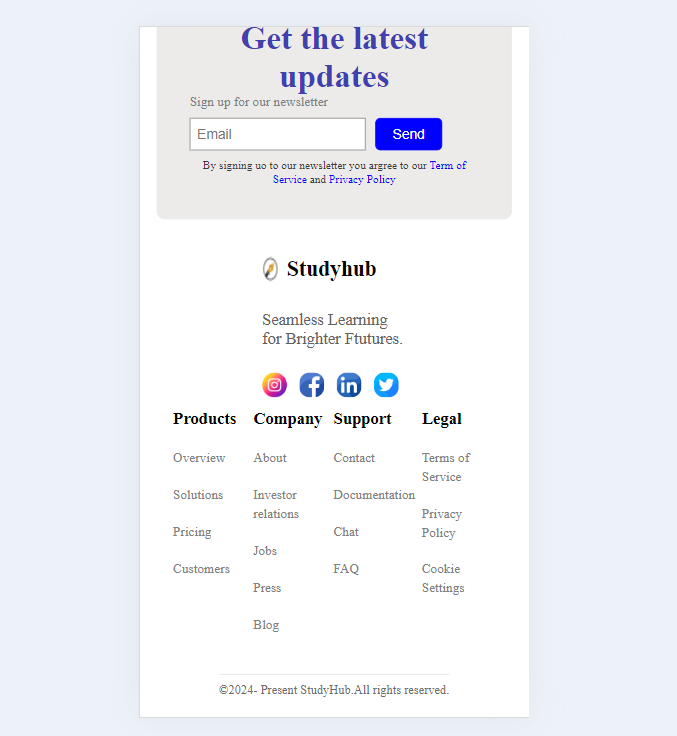 Get the latest
updates
Sign up for our newsletter
Email
Send
By signing uo to our newsletter you argree to our Term of
Service and Privacy Policy
Studyhub
Seamless Learning
for Brighter Ftutures.
Products
Overview
Solutions
Pricing
Customers
Company
About
Investor
relations
Jobs
Press
Blog
Support
Contact
Documentation
Chat
FAQ
Legal
Terms of
Service
Privacy
Policy
Cookie
Settings
©2024- Present StudyHub.All rights reserved.